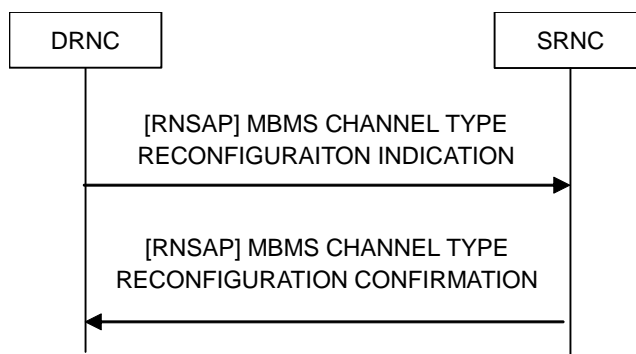 DRNC
SRNC
[RNSAP] MBMS CHANNEL TYPE
RECONFIGURAITON INDICATION
[RNSAP] MBMS CHANNEL TYPE
RECONFIGURATION CONFIRMATION